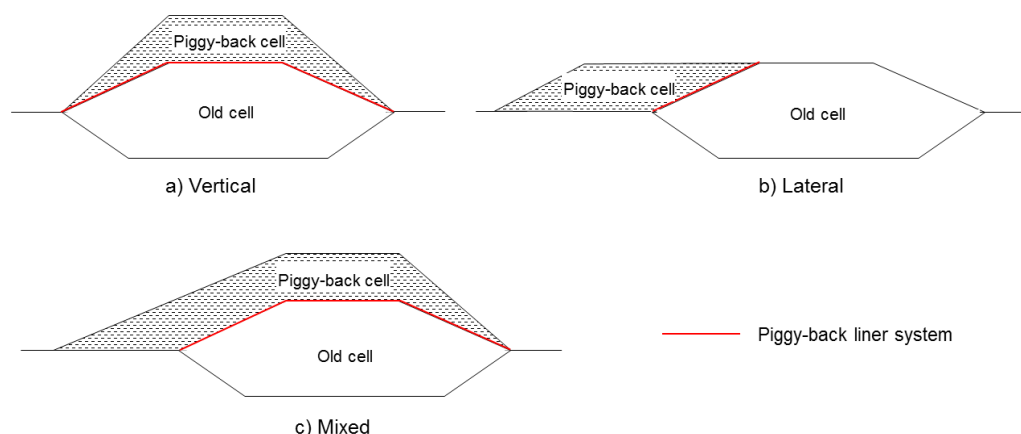 Piggy-back cell
Old cell
a) Vertical
Piggy-back cell
Old cell
b) Lateral
Piggy-back cell
Old cell
c) Mixed
Piggy-back liner system